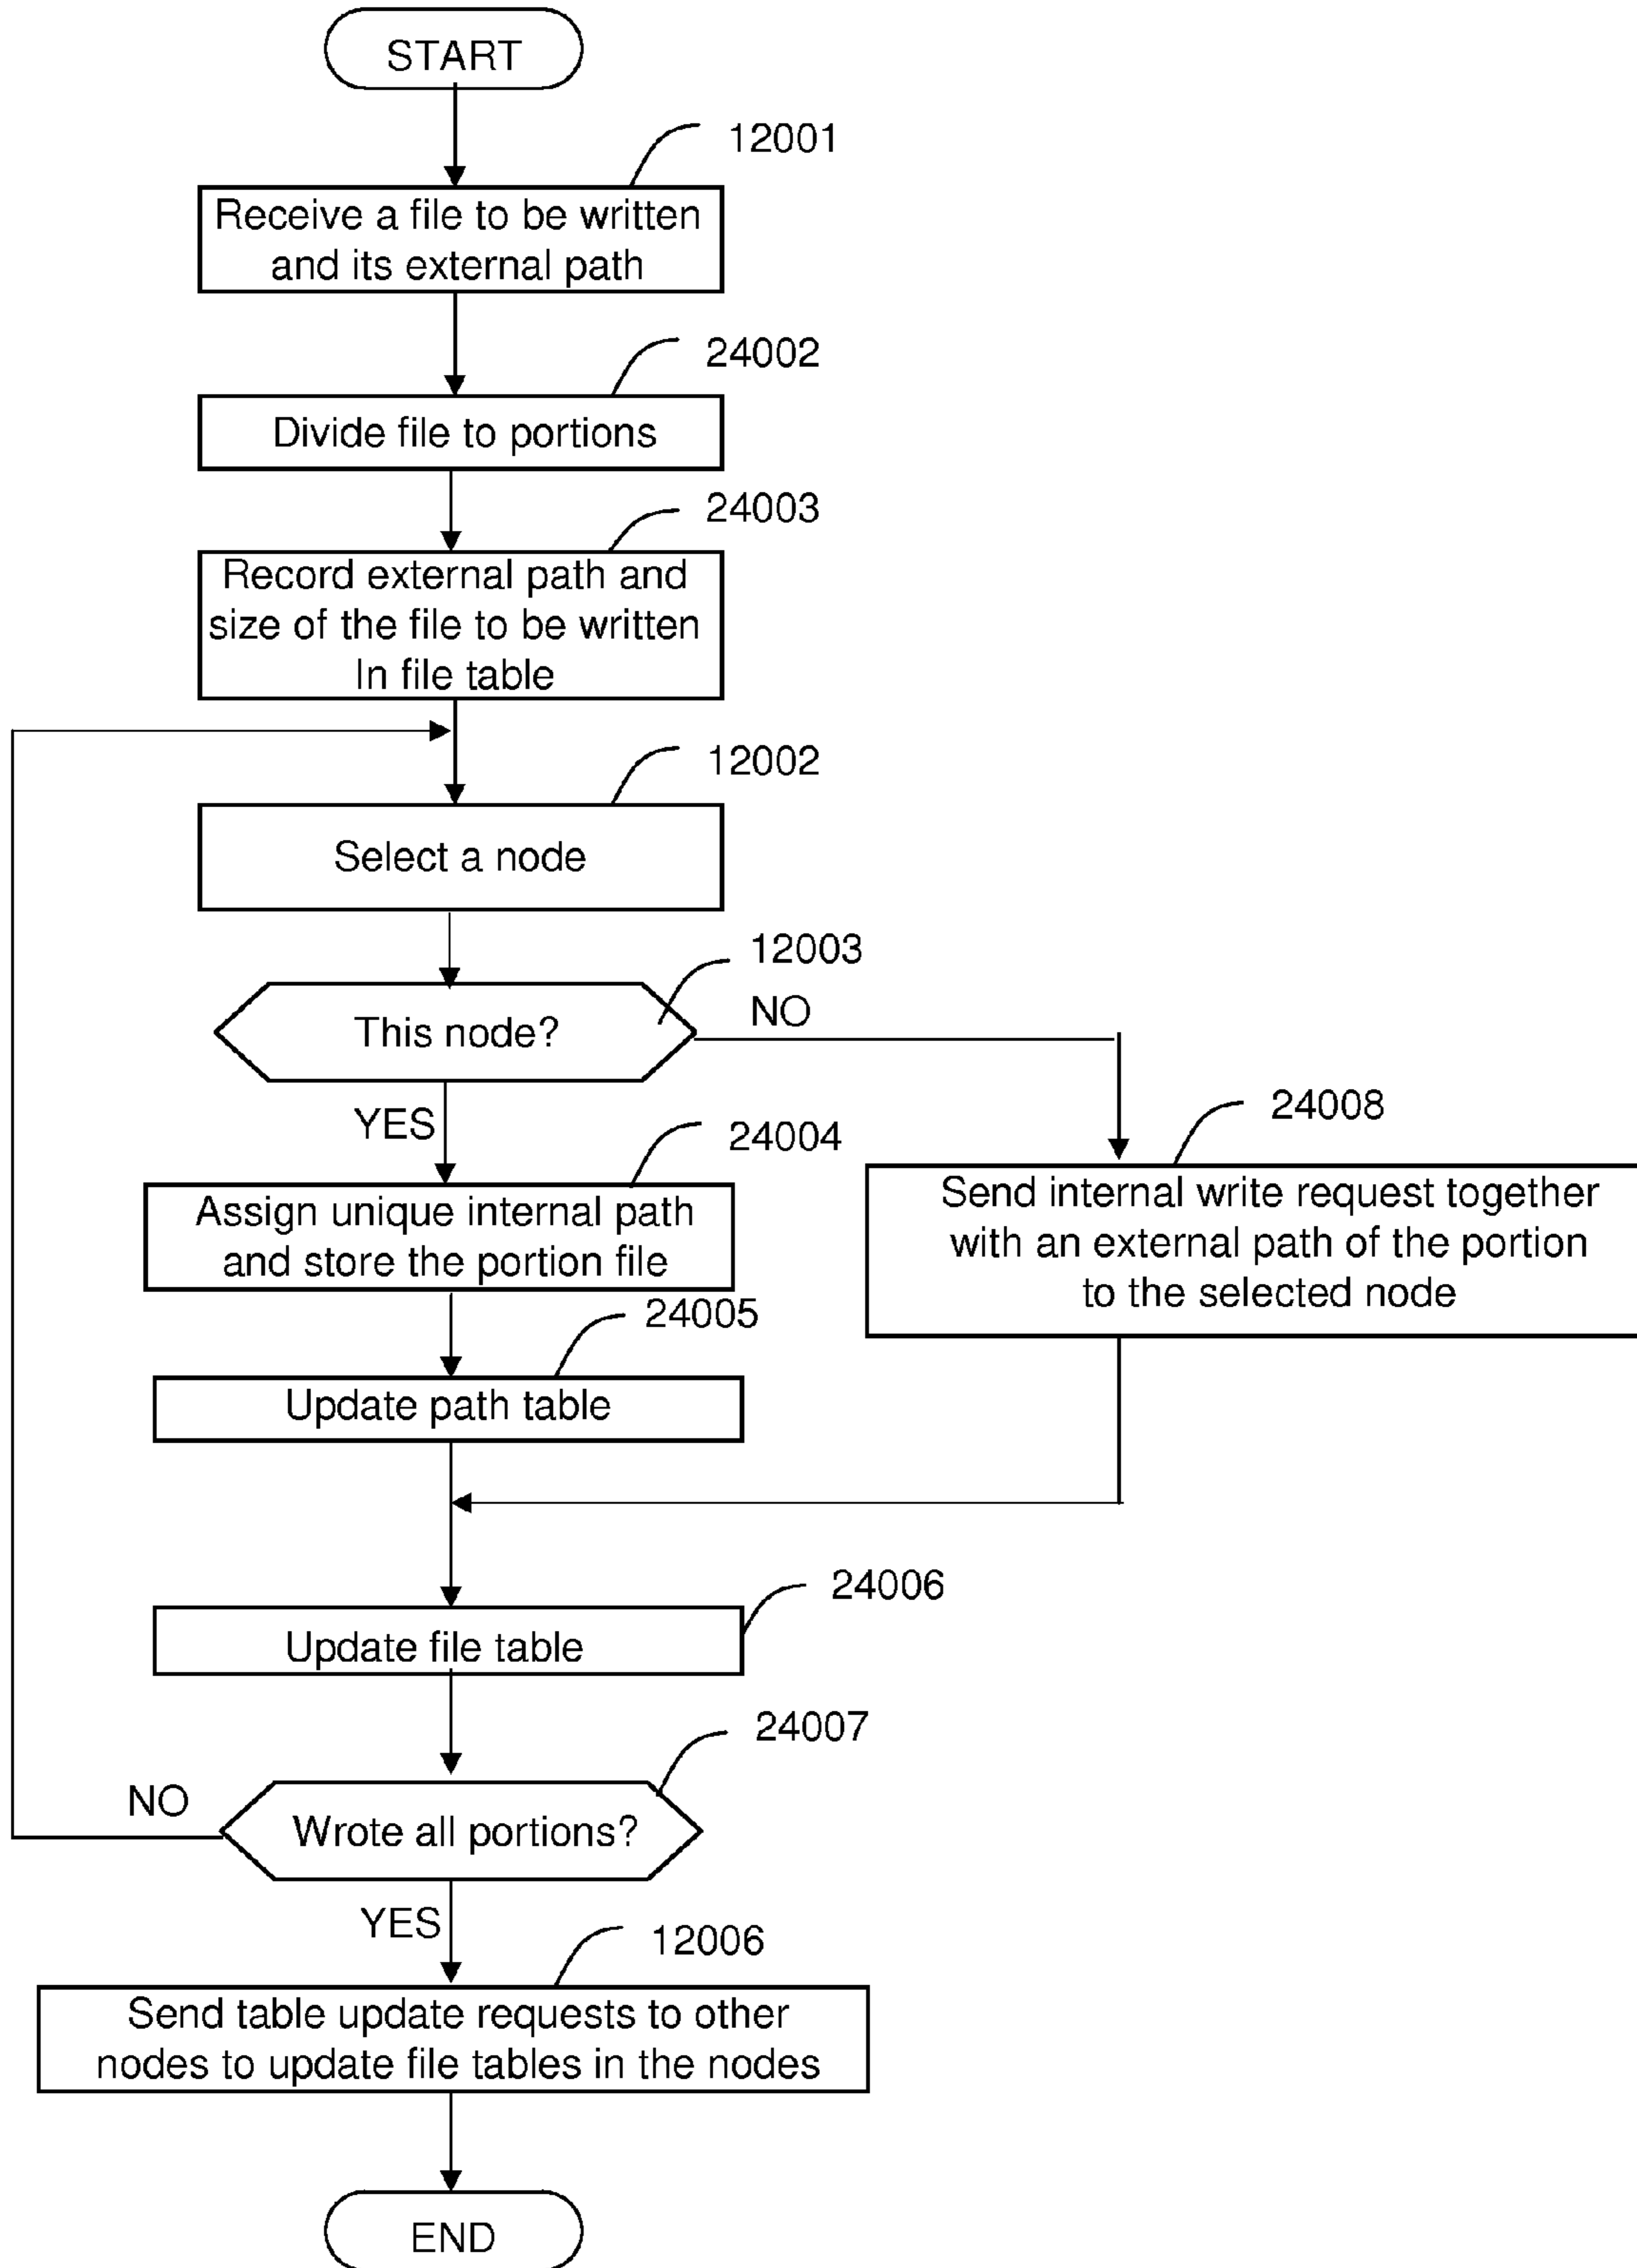 START
12001
Receive a file to be written
and its external path
24002
Divide file to portions
24003
Record external path and
size of the file to be written
In file table
12002
Select a node
12003
This node?
NO
YES
24004
Assign unique internal path
and store the portion file
24008
Send internal write request together
with an external path of the portion
to the selected node
24005
Update path table
24006
Update file table
24007
Wrote all portions?
NO
YES
12006
Send table update requests to other
nodes to update file tables in the nodes
END